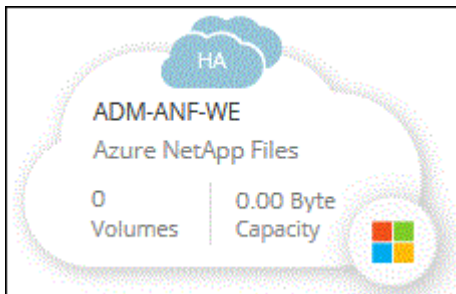 HA
ADM-ANF-WE
Azure NetApp Files
0
Volumes
0.00 Byte
Capacity